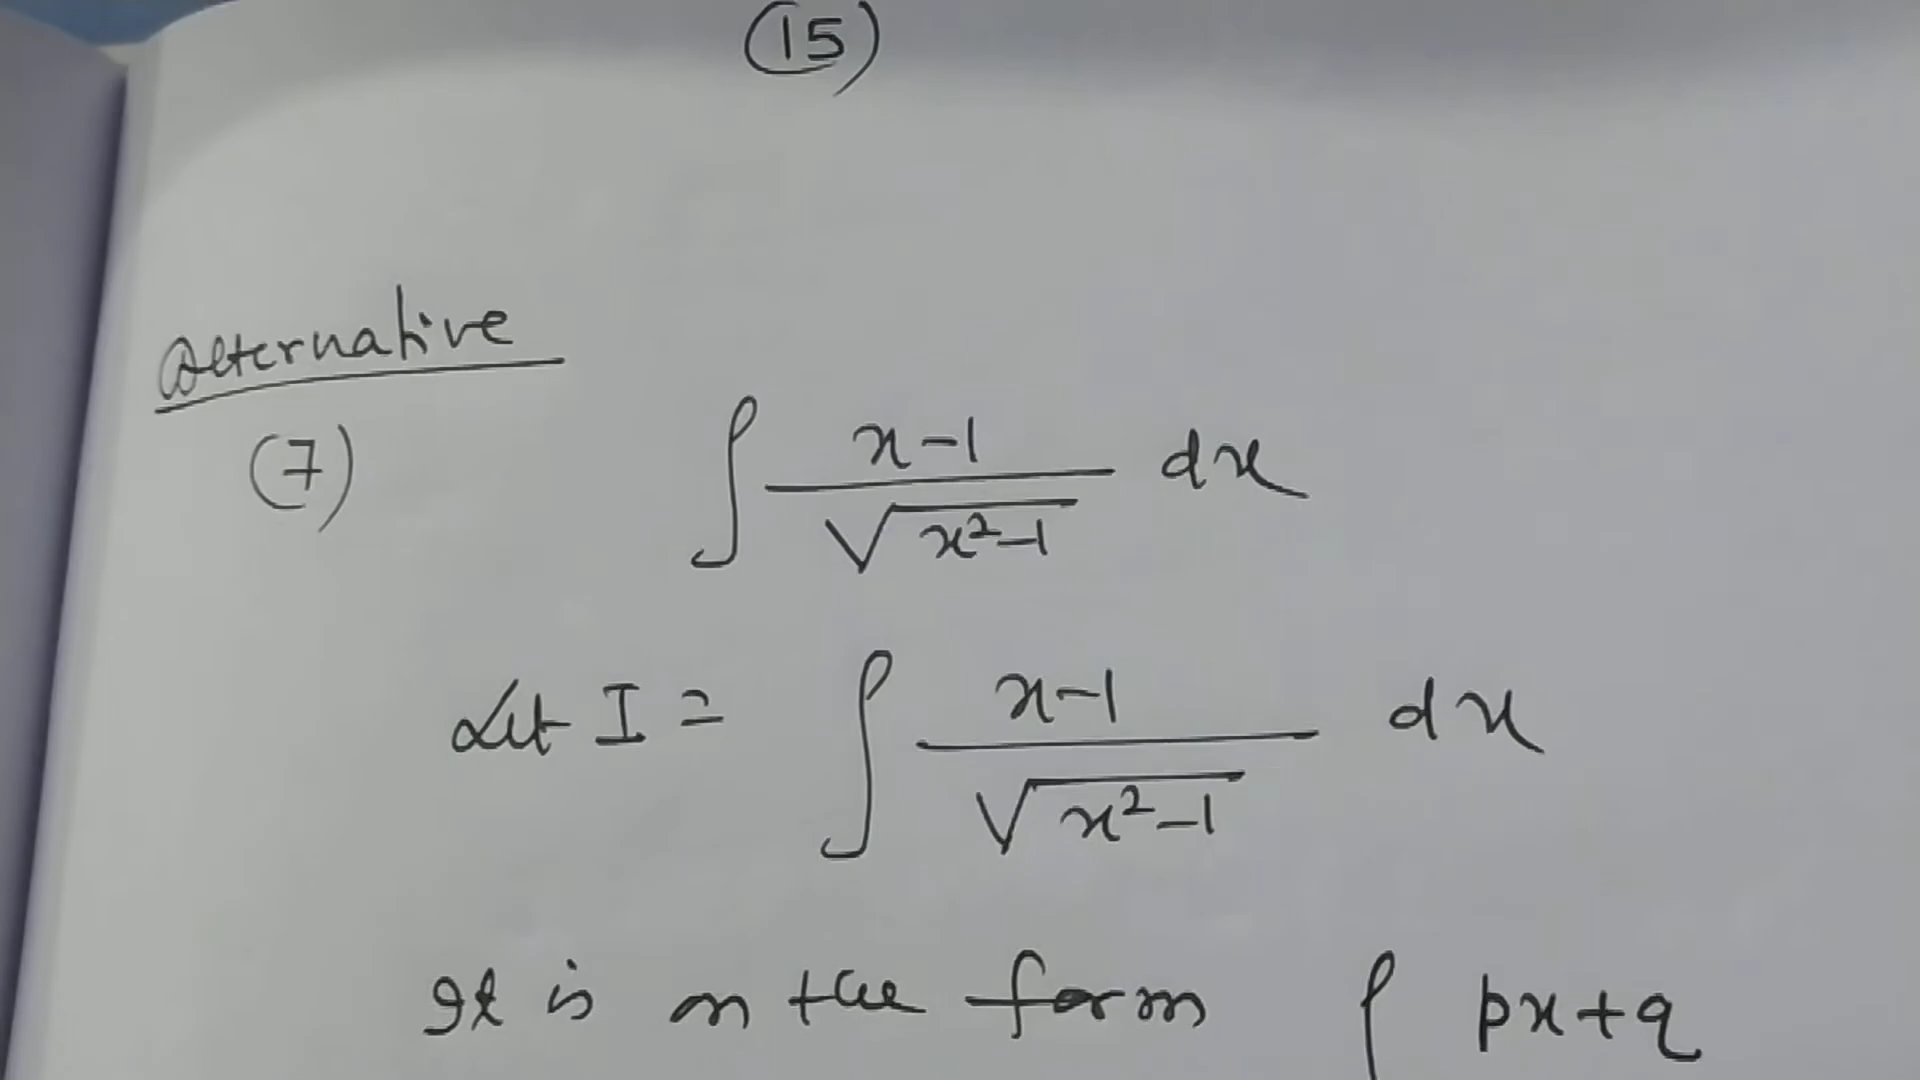 (15)
Alternative
(7) ∫ x-1 / √x²-1 dx
Let I = ∫ x-1 / √x²-1 dx
It is in the form ∫ px+q